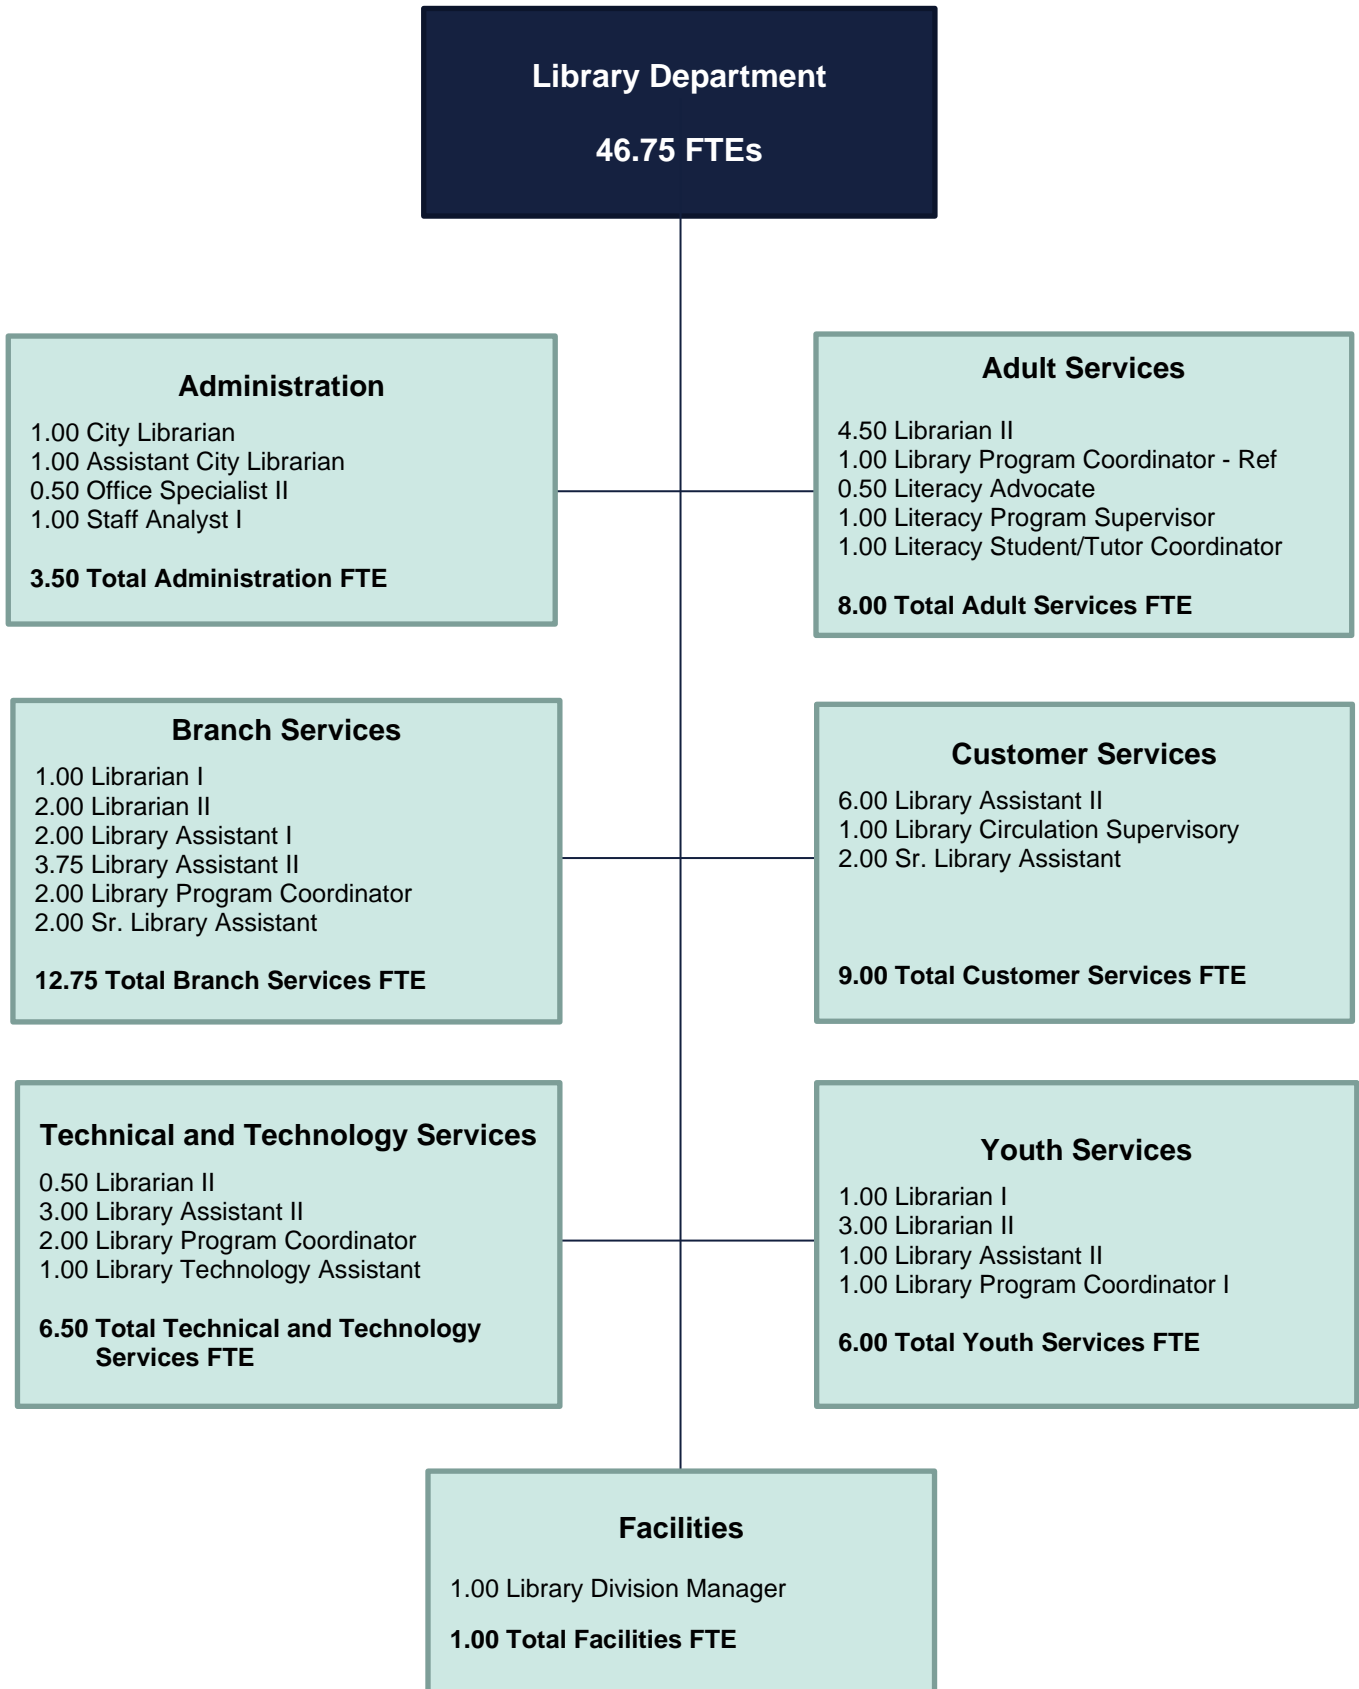 Library Department
46.75 FTEs
Administration
1.00 City Librarian
1.00 Assistant City Librarian
0.50 Office Specialist II
1.00 Staff Analyst I
3.50 Total Administration FTE
Adult Services
4.50 Librarian II
1.00 Library Program Coordinator - Ref
0.50 Literacy Advocate
1.00 Literacy Program Supervisor
1.00 Literacy Student/Tutor Coordinator
8.00 Total Adult Services FTE
Branch Services
1.00 Librarian I
2.00 Librarian II
2.00 Library Assistant I
3.75 Library Assistant II
2.00 Library Program Coordinator
2.00 Sr. Library Assistant
12.75 Total Branch Services FTE
Customer Services
6.00 Library Assistant II
1.00 Library Circulation Supervisory
2.00 Sr. Library Assistant
9.00 Total Customer Services FTE
Technical and Technology Services
0.50 Librarian II
3.00 Library Assistant II
2.00 Library Program Coordinator
1.00 Library Technology Assistant
6.50 Total Technical and Technology
Services FTE
Youth Services
1.00 Librarian I
3.00 Librarian II
1.00 Library Assistant II
1.00 Library Program Coordinator I
6.00 Total Youth Services FTE
Facilities
1.00 Library Division Manager
1.00 Total Facilities FTE